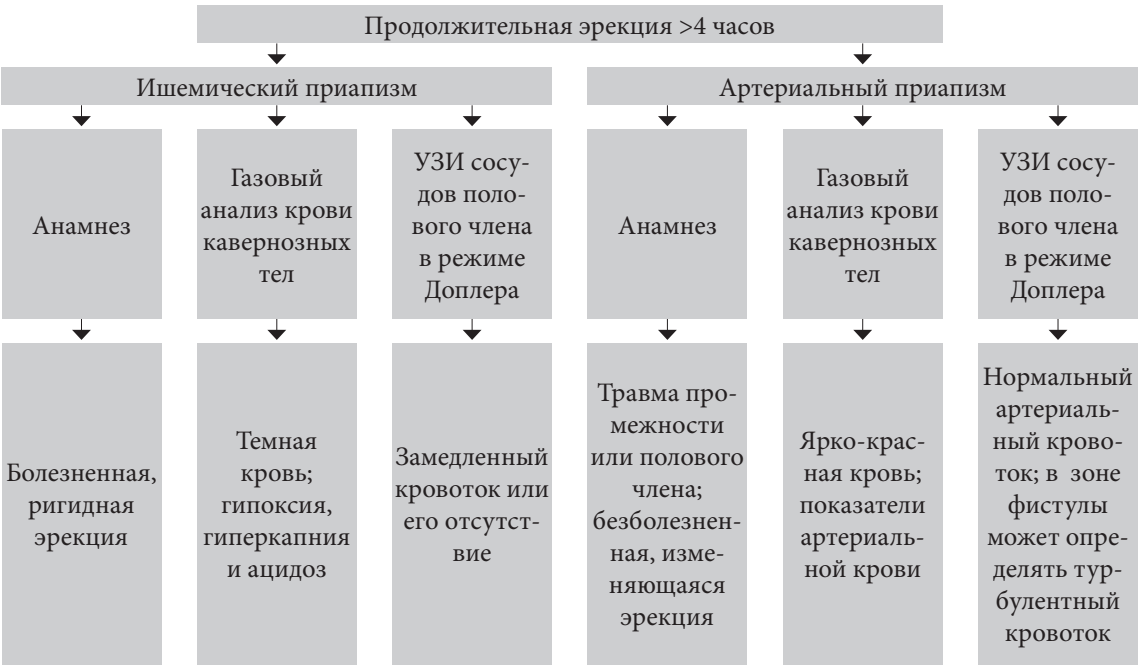 Продолжительная эрекция >4 часов
Ишемический приапизм
Артериальный приапизм
Анамнез
Газовый
анализ крови
кавернозных
тел
УЗИ сосу-
дов поло-
вого члена
в режиме
Доплера
Анамнез
Газовый
анализ крови
кавернозных
тел
УЗИ сосу-
дов поло-
вого члена
в режиме
Доплера
Болезненная,
ригидная
эрекция
Темная
кровь;
гипоксия,
гиперкапния
и ацидоз
Замедленный
кровоток или
его отсутст-
вие
Травма про-
межности
или полового
члена;
безболезнен-
ная, изме-
няющаяся
эрекция
Ярко-крас-
ная кровь;
показатели
артериаль-
ной крови
Нормальный
артериаль-
ный крово-
ток; в зоне
фистулы
может опре-
делять тур-
булентный
кровоток